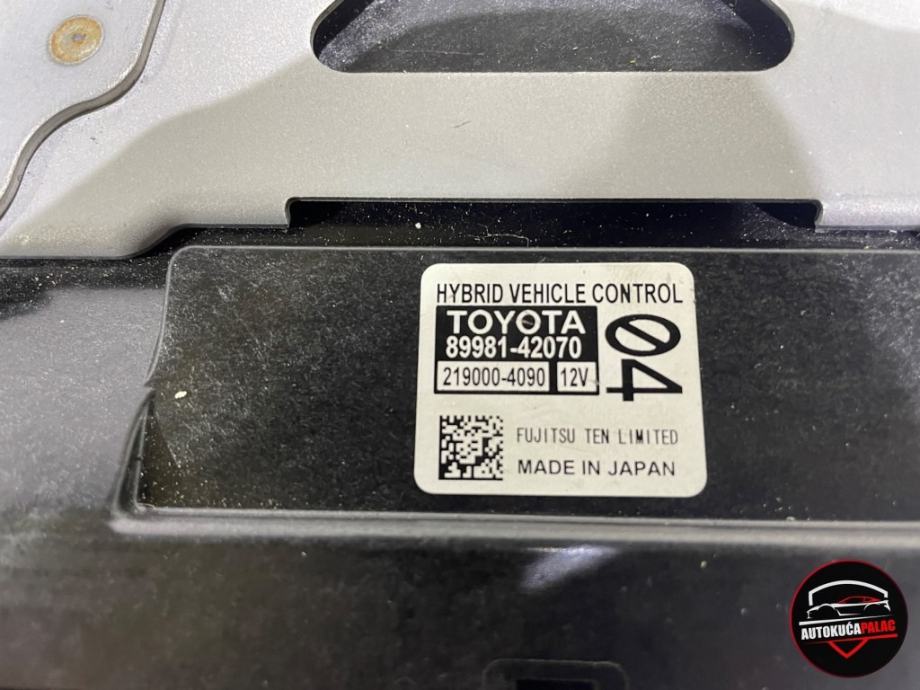 HYBRID VEHICLE CONTROL
TOYOTA
89981-42070
219000-4090 12V
04
FUJITSU TEN LIMITED
MADE IN JAPAN
AUTOKUĆAPALAC